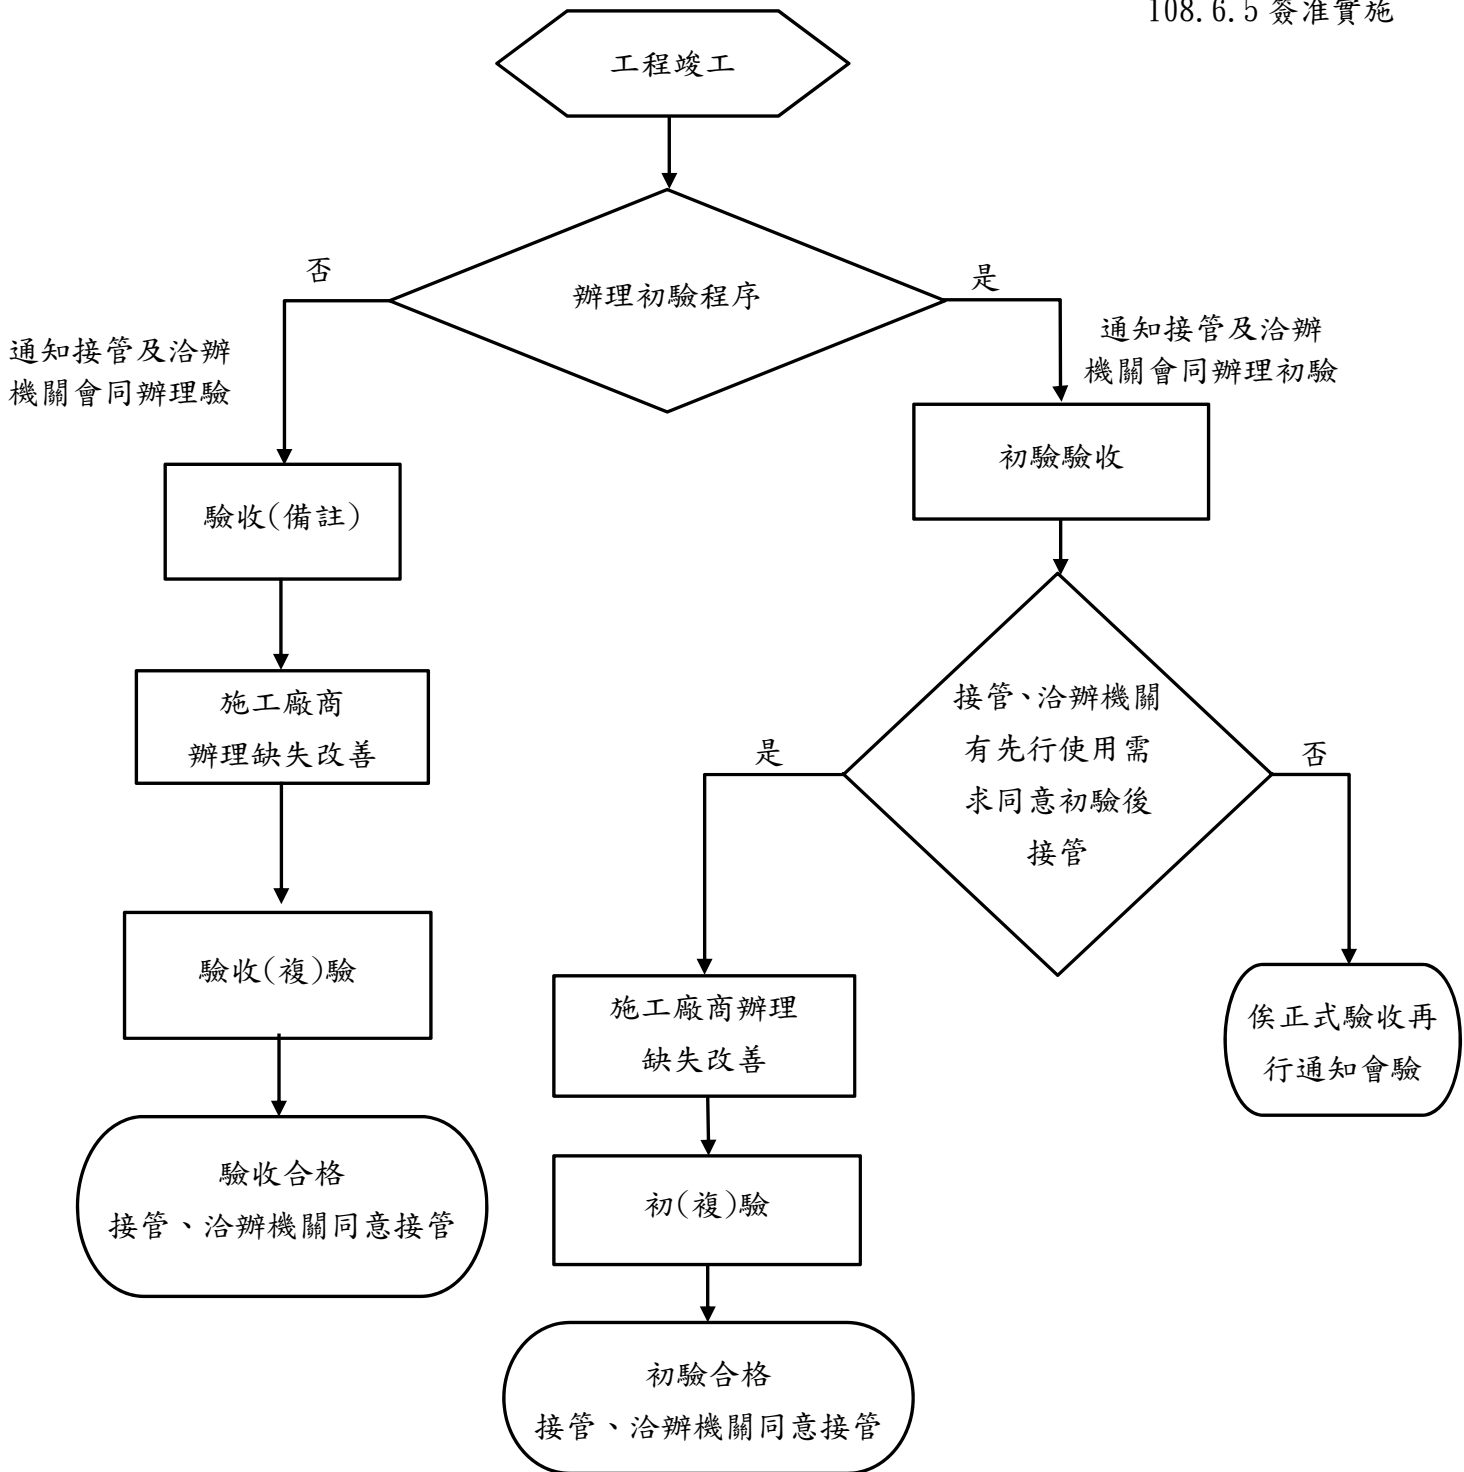 108.6.5 簽准實施
工程竣工
辦理初驗程序
否
是
通知接管及洽辦
機關會同辦理驗
通知接管及洽辦
機關會同辦理初驗
驗收(備註)
初驗驗收
施工廠商
辦理缺失改善
接管、洽辦機關
有先行使用需
求同意初驗後
接管
是
否
驗收(複)驗
施工廠商辦理
缺失改善
俟正式驗收再
行通知會驗
驗收合格
接管、洽辦機關同意接管
初(複)驗
初驗合格
接管、洽辦機關同意接管